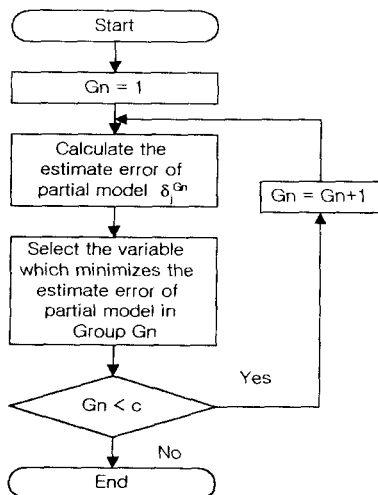 Start
Gn = 1
Calculate the
estimate error of
partial model δ_j^Gn
Gn = Gn+1
Select the variable
which minimizes the
estimate error of
partial model in
Group Gn
Yes
Gn < c
No
End